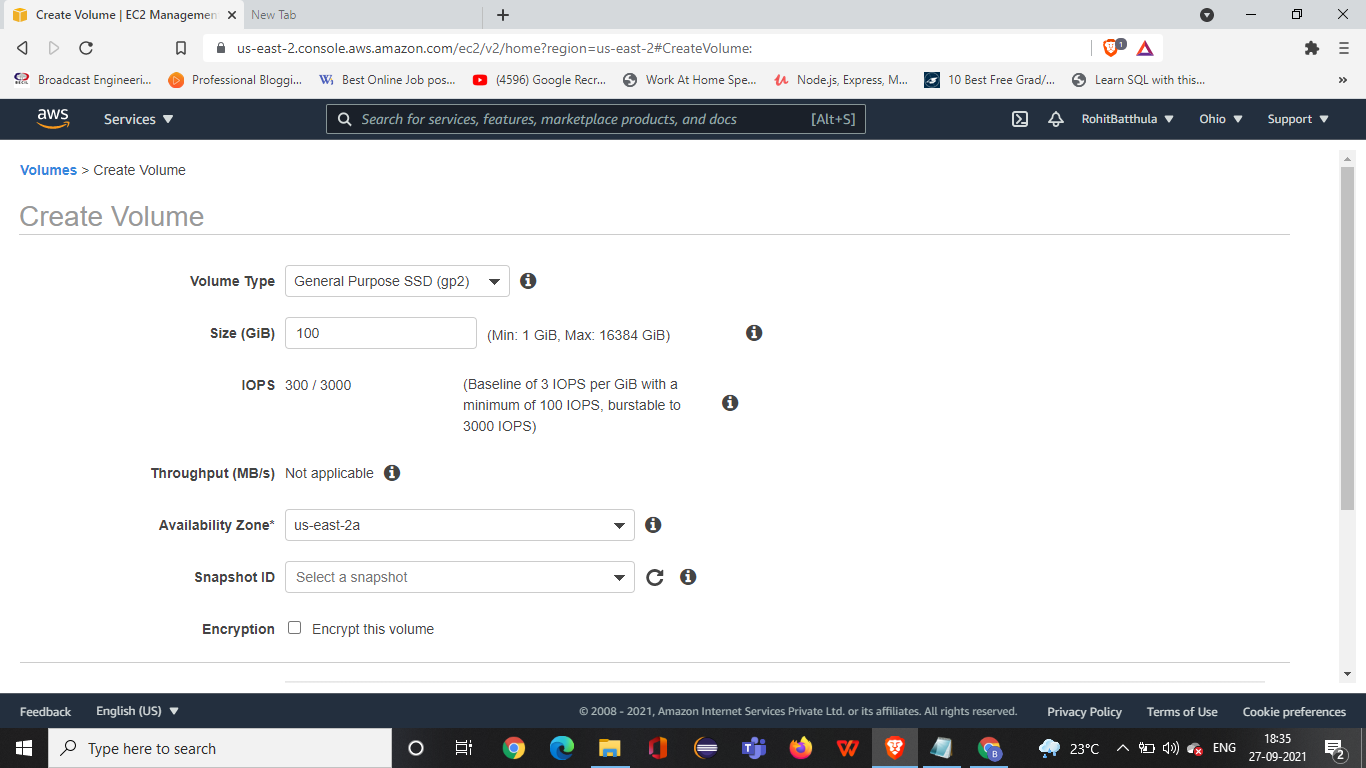 Create Volume | EC2 Managemen
New Tab
us-east-2.console.aws.amazon.com/ec2/v2/home?region=us-east-2#CreateVolume:
1
Broadcast Engineeri... Professional Bloggi... Best Online Job pos... (4596) Google Recr... Work At Home Spe... Node.js, Express, M... 10 Best Free Grad/... Learn SQL with this... »
aws Services Search for services, features, marketplace products, and docs [Alt+S] RohitBatthula Ohio Support
Volumes > Create Volume
Create Volume
Volume Type General Purpose SSD (gp2)
Size (GiB) 100 (Min: 1 GiB, Max: 16384 GiB)
IOPS 300 / 3000 (Baseline of 3 IOPS per GiB with a
minimum of 100 IOPS, burstable to
3000 IOPS)
Throughput (MB/s) Not applicable
Availability Zone* us-east-2a
Snapshot ID Select a snapshot
Encryption Encrypt this volume
Feedback English (US) © 2008 - 2021, Amazon Internet Services Private Ltd. or its affiliates. All rights reserved. Privacy Policy Terms of Use Cookie preferences
Type here to search
23°C ENG
18:35
27-09-2021
2